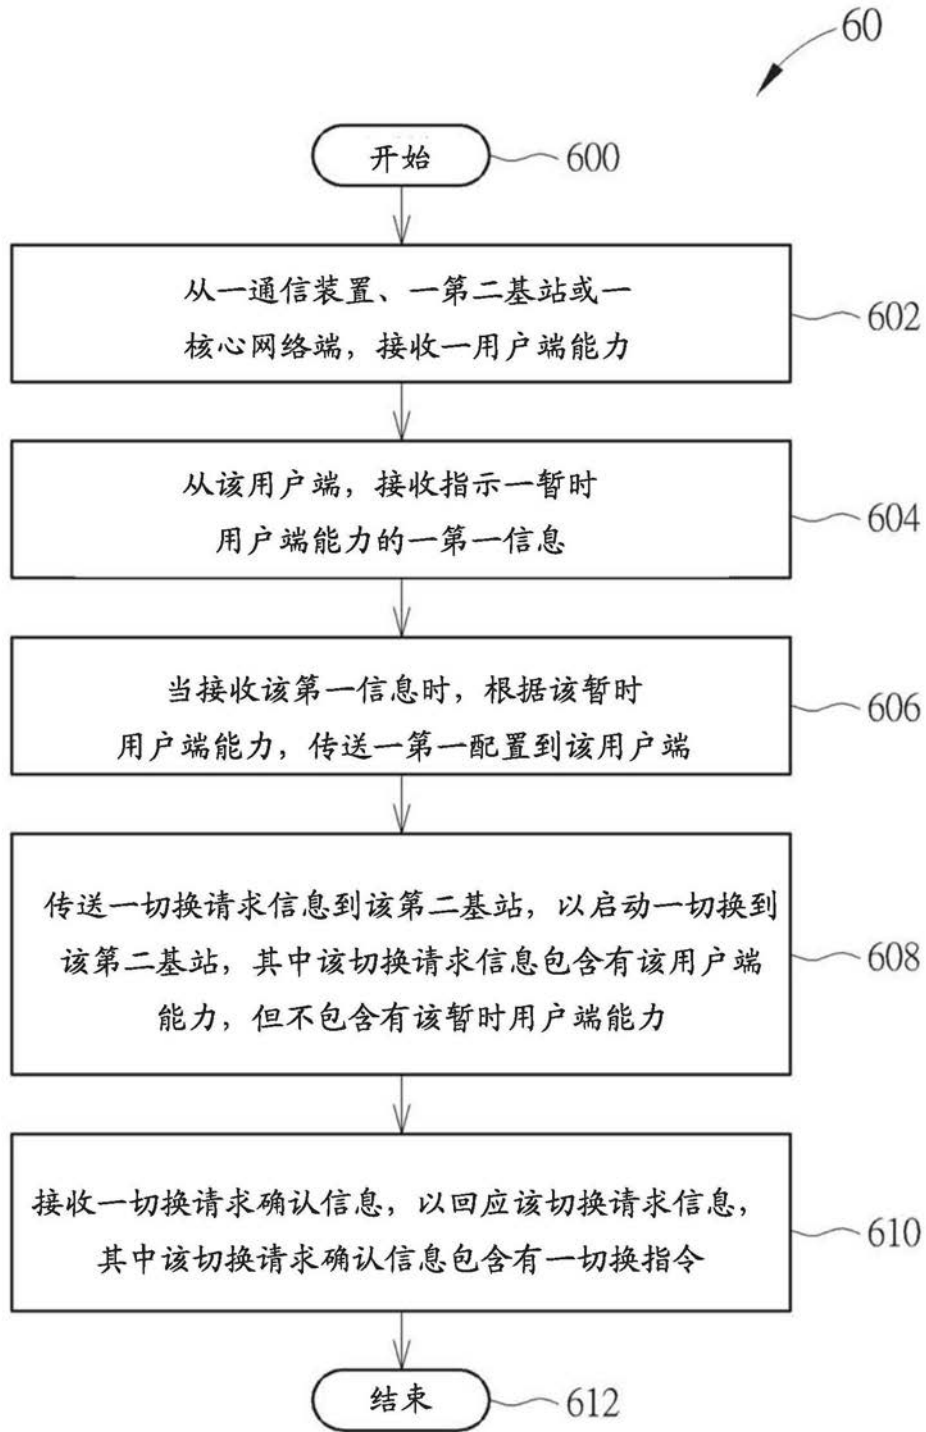 60
开始
600
从一通信装置、一第二基站或一
核心网络端，接收一用户端能力
602
从该用户端，接收指示一暂时
用户端能力的一第一信息
604
当接收该第一信息时，根据该暂时
用户端能力，传送一第一配置到该用户端
606
传送一切换请求信息到该第二基站，以启动一切换到
该第二基站，其中该切换请求信息包含有该用户端
能力，但不包含有该暂时用户端能力
608
接收一切换请求确认信息，以回应该切换请求信息，
其中该切换请求确认信息包含有一切换指令
610
结束
612